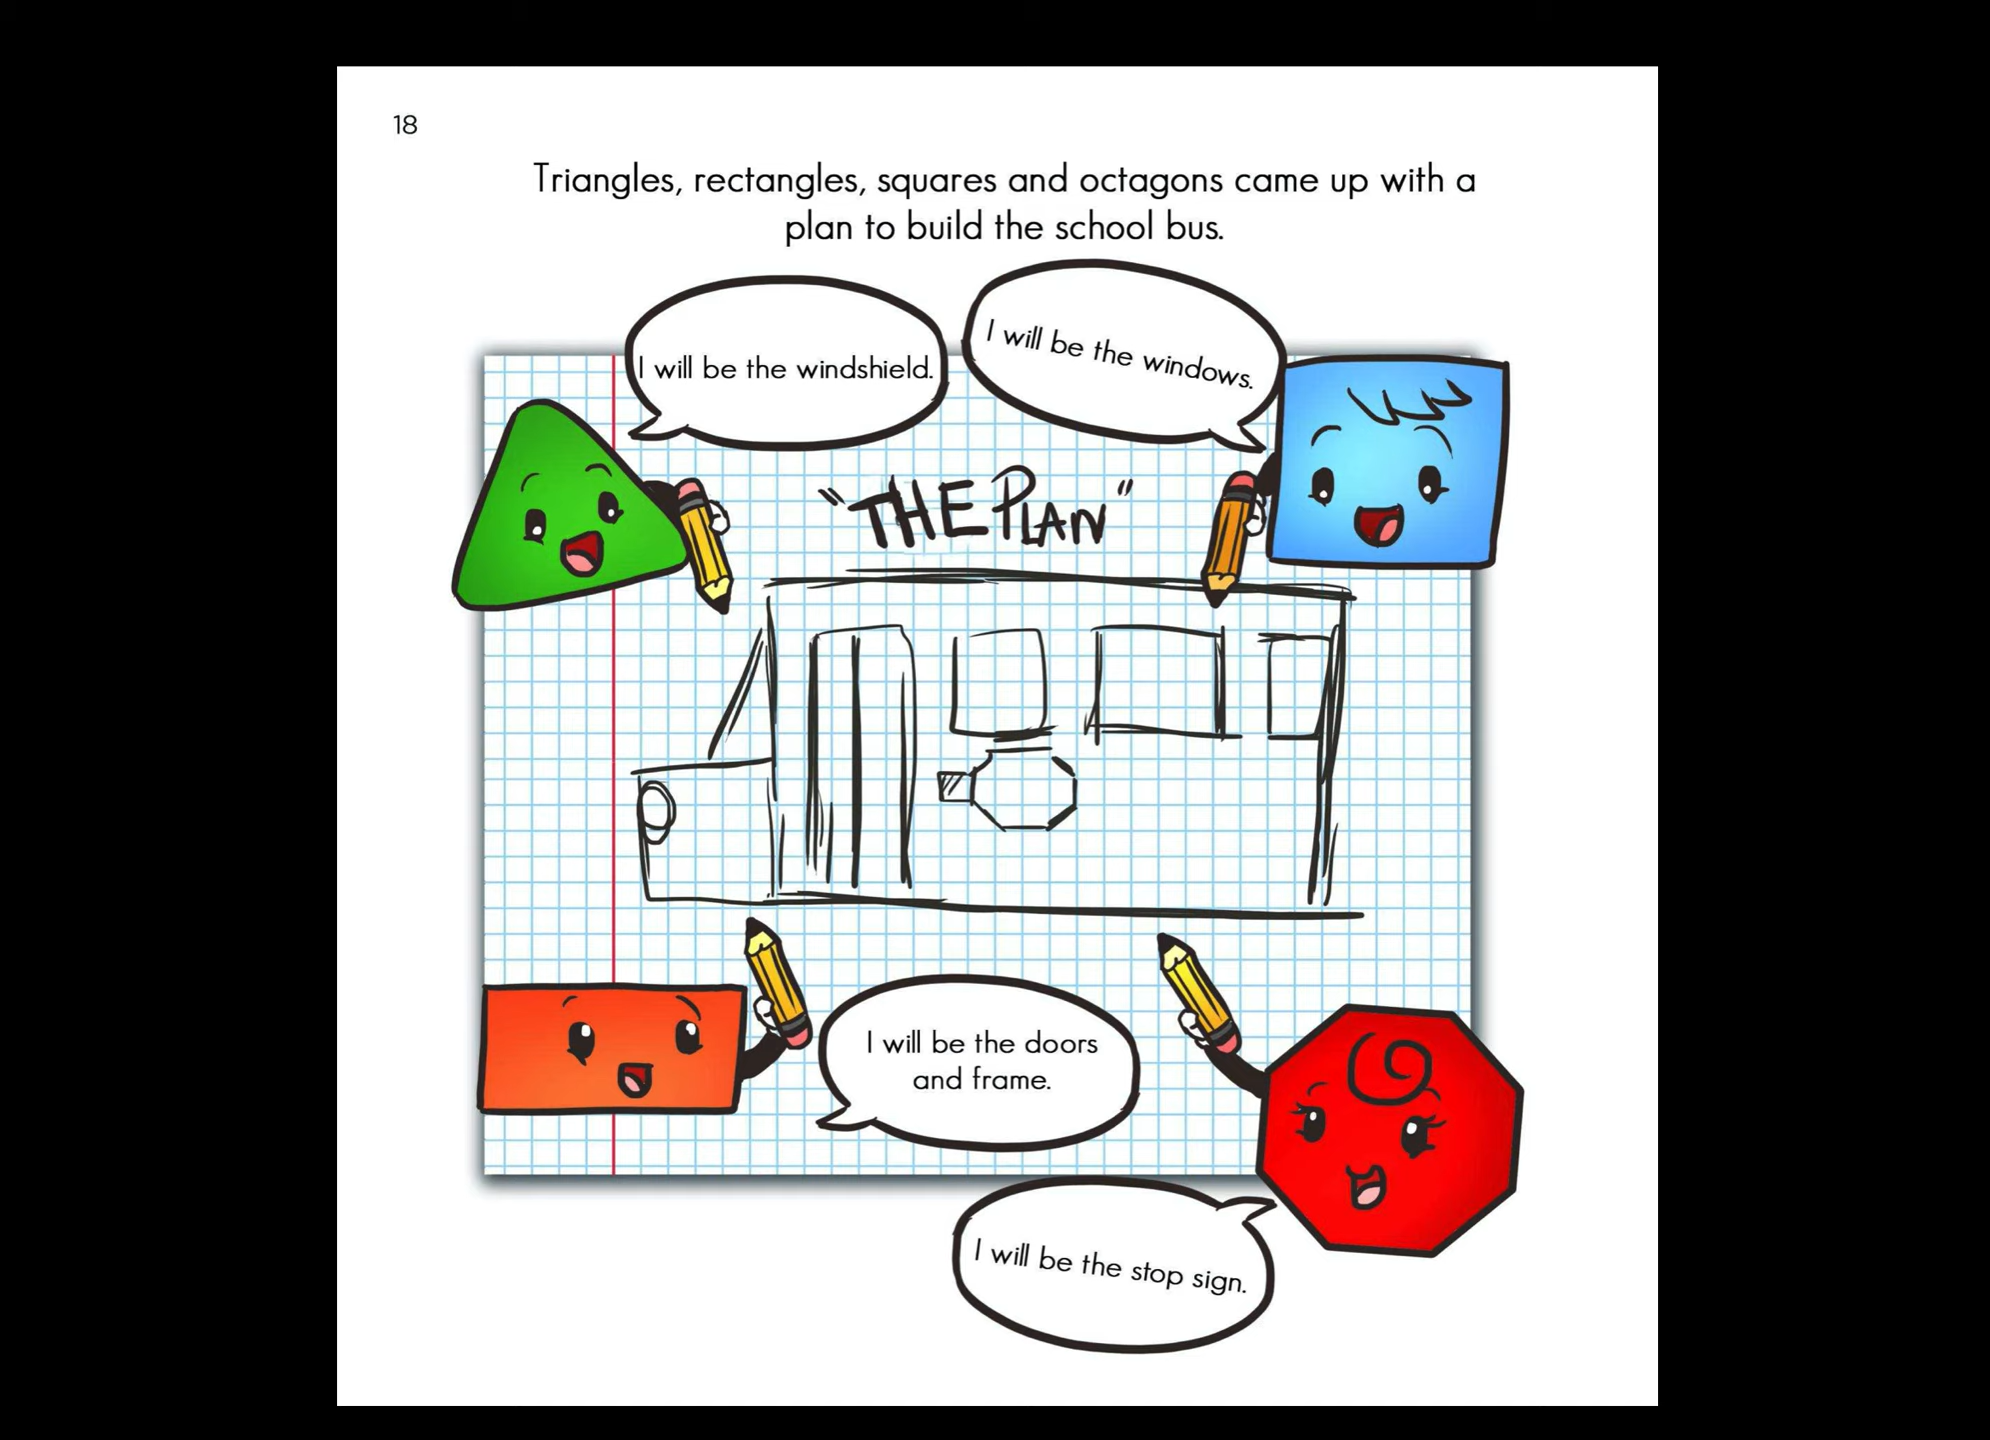 18
Triangles, rectangles, squares and octagons came up with a
plan to build the school bus.
I will be the windshield.
I will be the windows.
"THE PLAN"
I will be the doors
and frame.
I will be the stop sign.